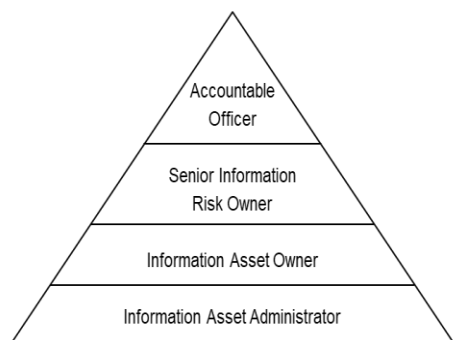 Accountable
Officer
Senior Information
Risk Owner
Information Asset Owner
Information Asset Administrator